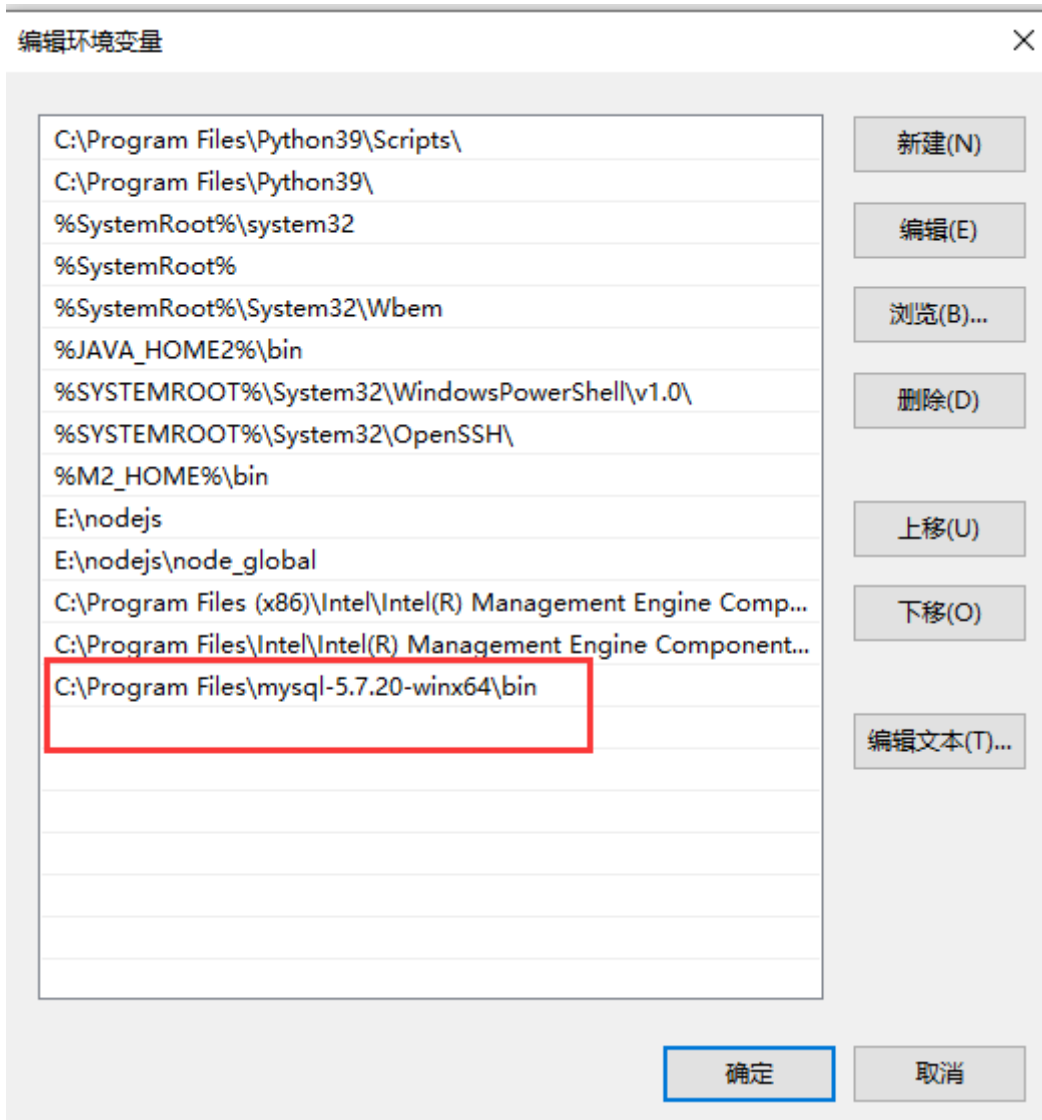 编辑环境变量
C:\Program Files\Python39\Scripts\
C:\Program Files\Python39\
%SystemRoot%\system32
%SystemRoot%
%SystemRoot%\System32\Wbem
%JAVA_HOME2%\bin
%SYSTEMROOT%\System32\WindowsPowerShell\v1.0\
%SYSTEMROOT%\System32\OpenSSH\
%M2_HOME%\bin
E:\nodejs
E:\nodejs\node_global
C:\Program Files (x86)\Intel\Intel(R) Management Engine Comp...
C:\Program Files\Intel\Intel(R) Management Engine Component...
C:\Program Files\mysql-5.7.20-winx64\bin
新建(N)
编辑(E)
浏览(B)...
删除(D)
上移(U)
下移(O)
编辑文本(T)...
确定
取消